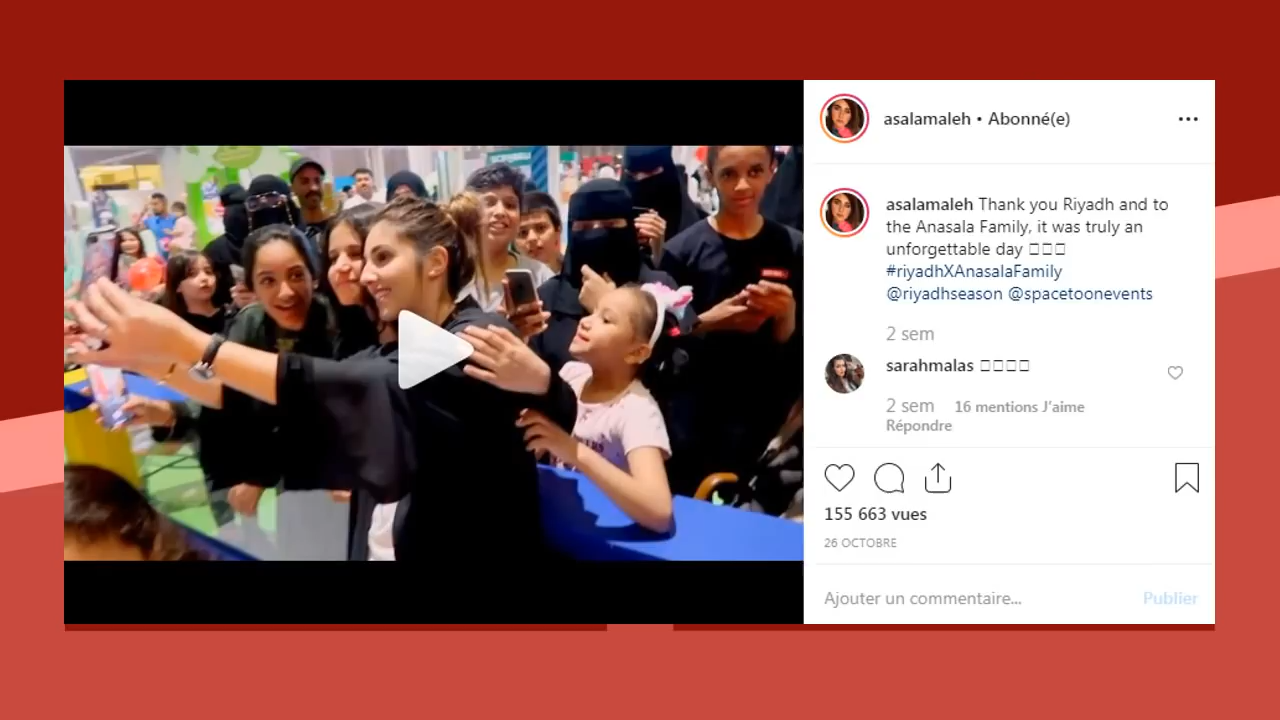 asalamaleh • Abonné(e)
asalamaleh Thank you Riyadh and to
the Anasala Family, it was truly an
unforgettable day □□□
#riyadhXAnasalaFamily
@riyadhseason @spacetoonevents
2 sem
sarahmalas □□□□
2 sem 16 mentions J’aime
Répondre
155 663 vues
26 OCTOBRE
Ajouter un commentaire... Publier